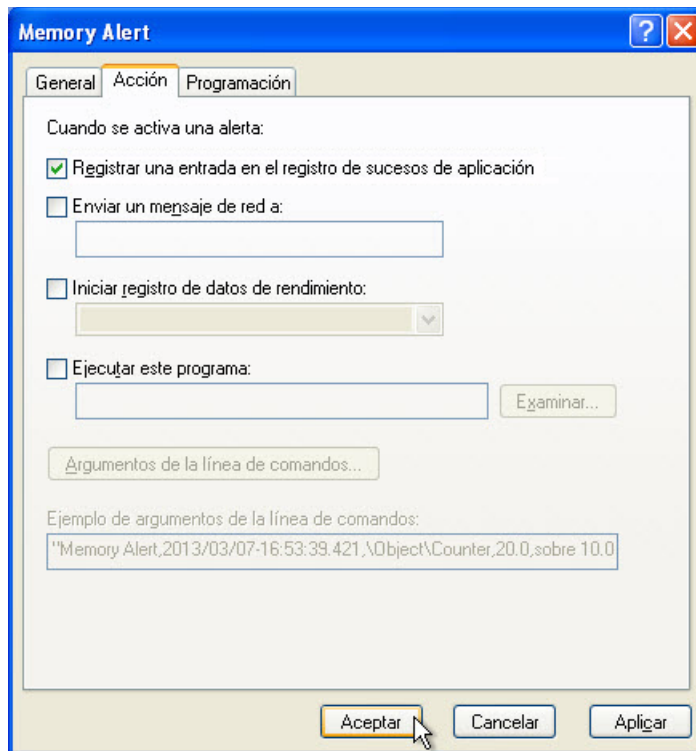 Memory Alert
General Acción Programación
Cuando se activa una alerta:
Registrar una entrada en el registro de sucesos de aplicación
Enviar un mensaje de red a:
Iniciar registro de datos de rendimiento:
Ejecutar este programa:
Examinar...
Argumentos de la línea de comandos...
Ejemplo de argumentos de la línea de comandos:
"Memory Alert,2013/03/07-16:53:39.421,\Object\Counter,20.0,sobre 10.0
Aceptar Cancelar Aplicar